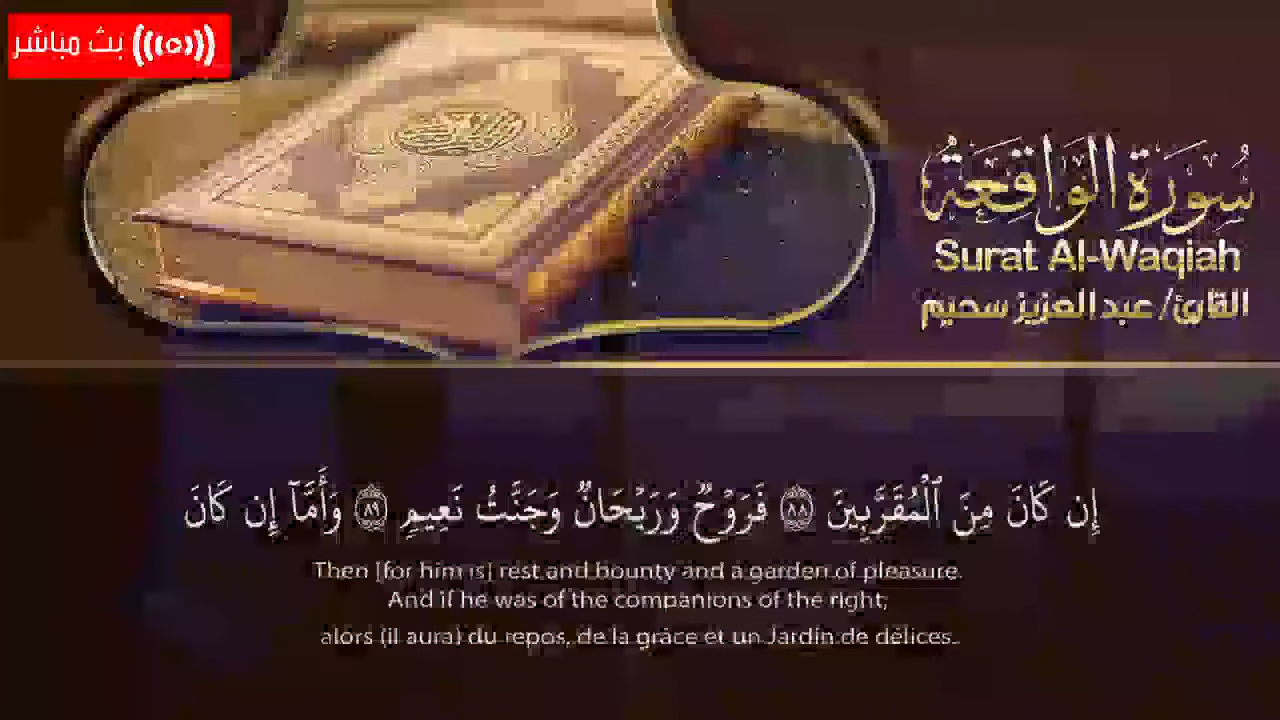 بث مباشر
سُورَةُ الوَاقِعَةِ
Surat Al-Waqiah
القارئ/ عبد العزيز سحيم
إِن كَانَ مِنَ ٱلْمُقَرَّبِينَ ۝٨٨ فَرَوْحٌ وَرَيْحَانٌ وَجَنَّتُ نَعِيمٍ ۝٨٩ وَأَمَّآ إِن كَانَ
Then [for him is] rest and bounty and a garden of pleasure.
And if he was of the companions of the right;
alors (il aura) du repos, de la grâce et un Jardin de délices.